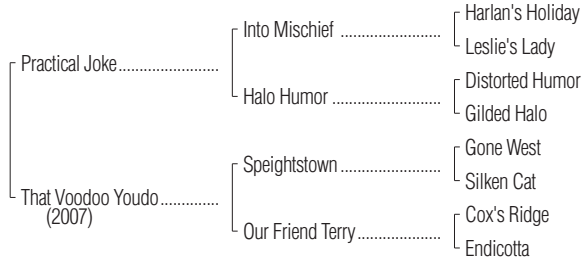 Harlan's Holiday
Into Mischief ........................
Leslie's Lady
Practical Joke........................
Distorted Humor
Halo Humor ..........................
Gilded Halo
Gone West
Speightstown ........................
Silken Cat
That Voodoo Youdo..............
(2007)
Cox's Ridge
Our Friend Terry....................
Endicotta